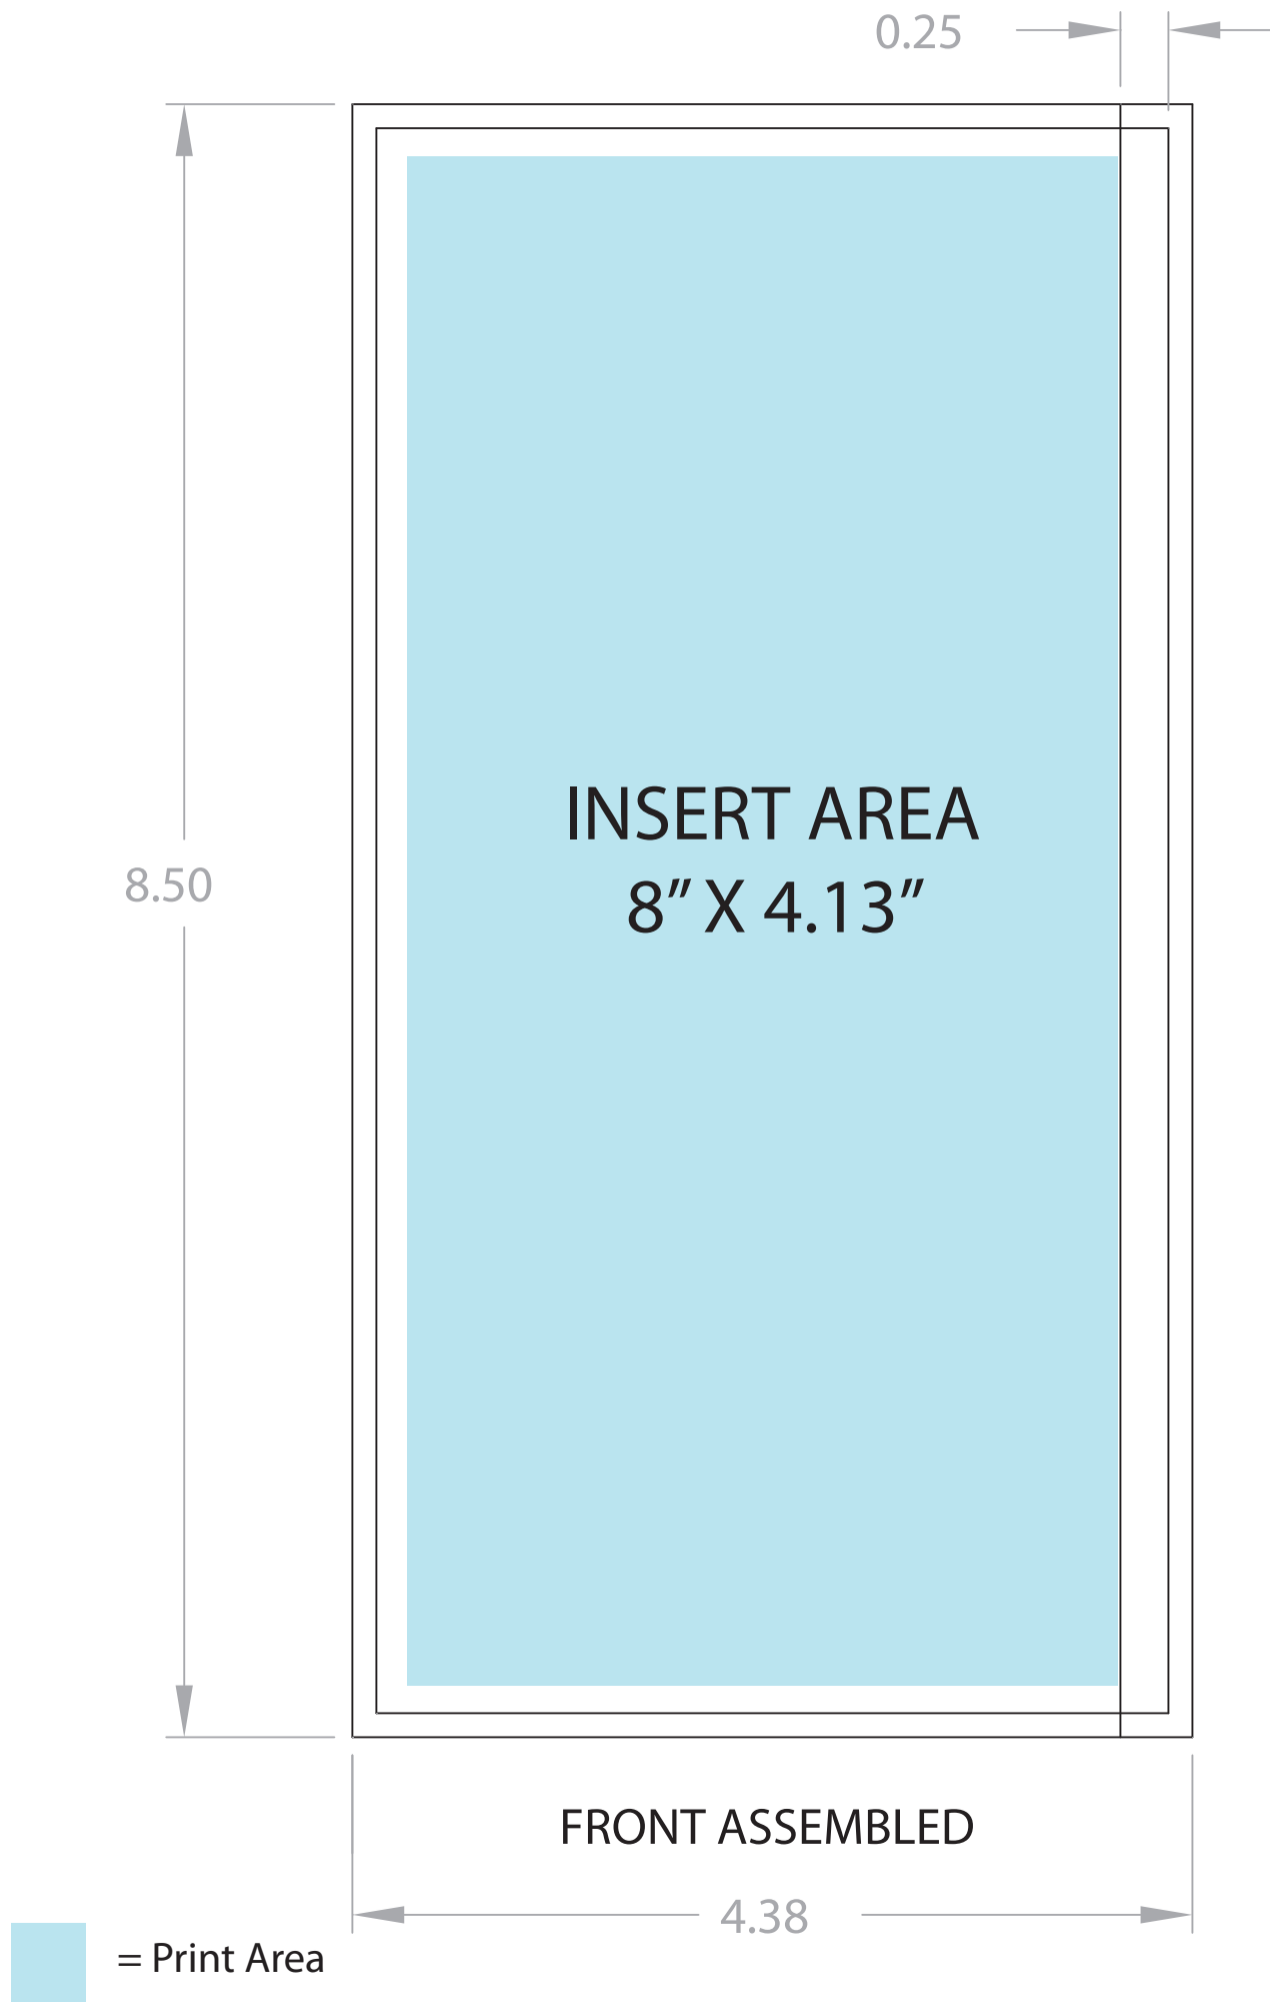 0.25
INSERT AREA
8” X 4.13”
8.50
FRONT ASSEMBLED
4.38
= Print Area